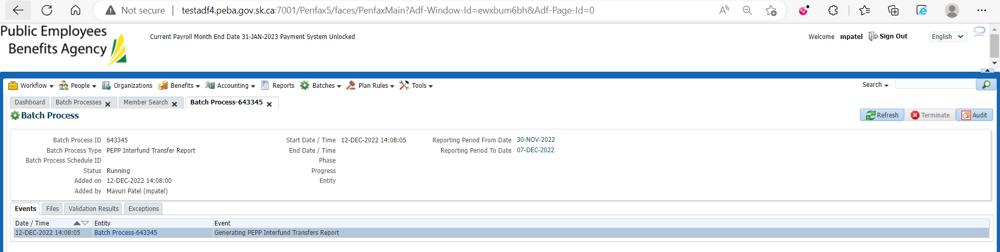 Not secure | testadf4.peba.gov.sk.ca:7001/Penfax5/faces/PenfaxMain?Adf-Window-Id=ewxbum6bh&Adf-Page-Id=0
Public Employees
Benefits Agency
Current Payroll Month End Date 31-JAN-2023 Payment System Unlocked
Welcome mpatel Sign Out English
Workflow People Organizations Benefits Accounting Reports Batches Plan Rules Tools Search
Dashboard Batch Processes Member Search Batch Process-643345
Batch Process Refresh Terminate Audit
Batch Process ID 643345 Start Date / Time 12-DEC-2022 14:08:05 Reporting Period From Date 30-NOV-2022
Batch Process Type PEPP Interfund Transfer Report End Date / Time Reporting Period To Date 07-DEC-2022
Batch Process Schedule ID Phase
Status Running Progress
Added on 12-DEC-2022 14:08:00 Entity
Added by Mayuri Patel (mpatel)
Events Files Validation Results Exceptions
Date / Time Entity Event
12-DEC-2022 14:08:05 Batch Process-643345 Generating PEPP Interfund Transfers Report